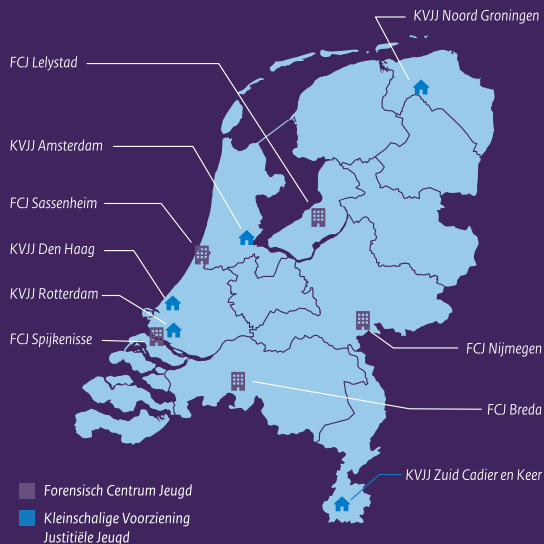 KVJJ Noord Groningen
FCJ Lelystad
KVJJ Amsterdam
FCJ Sassenheim
KVJJ Den Haag
KVJJ Rotterdam
FCJ Spijkenisse
FCJ Nijmegen
FCJ Breda
KVJJ Zuid Cadier en Keer
Forensisch Centrum Jeugd
Kleinschalige Voorziening
Justitiële Jeugd